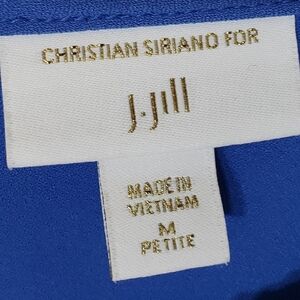 CHRISTIAN SIRIANO FOR
J.Jill
MADE IN
VIETNAM
M
PETITE